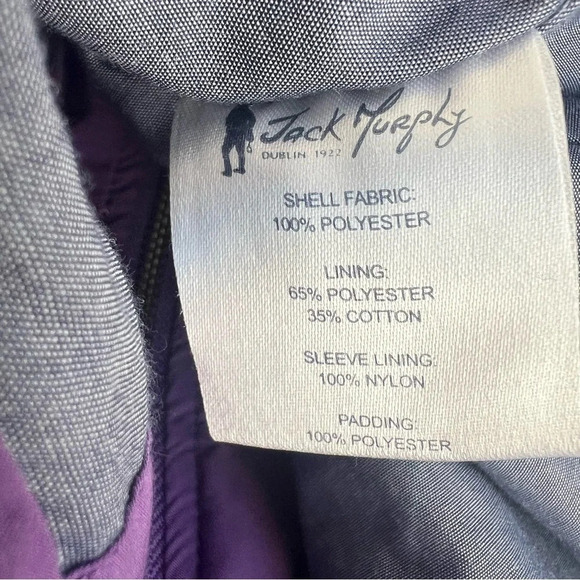 Jack Murphy
DUBLIN 1922
SHELL FABRIC:
100% POLYESTER
LINING:
65% POLYESTER
35% COTTON
SLEEVE LINING:
100% NYLON
PADDING:
100% POLYESTER